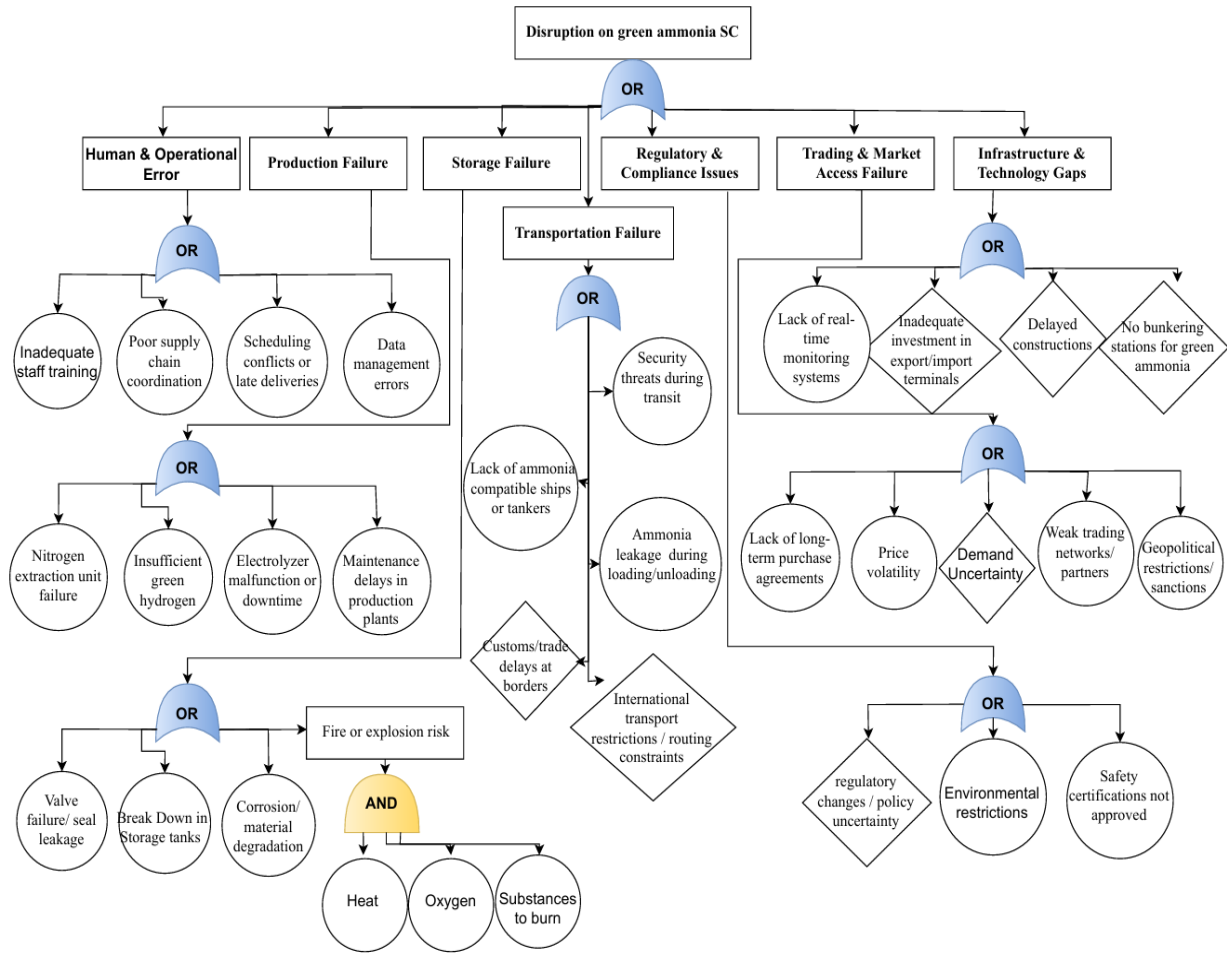 Disruption on green ammonia SC
OR
Human & Operational
Error
Production Failure
Storage Failure
Regulatory &
Compliance Issues
Trading & Market
Access Failure
Infrastructure &
Technology Gaps
Transportation Failure
OR
Inadequate
staff training
Poor supply
chain
coordination
Scheduling
conflicts or
late deliveries
Data
management
errors
OR
Nitrogen
extraction unit
failure
Insufficient
green
hydrogen
Electrolyzer
malfunction or
downtime
Maintenance
delays in
production
plants
OR
Valve
failure/ seal
leakage
Break Down in
Storage tanks
Corrosion/
material
degradation
Fire or explosion risk
AND
Heat
Oxygen
Substances
to burn
OR
Security
threats during
transit
Lack of ammonia
compatible ships
or tankers
Ammonia
leakage during
loading/unloading
Customs/trade
delays at
borders
International
transport
restrictions / routing
constraints
OR
Lack of real-
time
monitoring
systems
Inadequate
investment in
export/import
terminals
Delayed
constructions
No bunkering
stations for green
ammonia
OR
Lack of long-
term purchase
agreements
Price
volatility
Demand
Uncertainty
Weak trading
networks/
partners
Geopolitical
restrictions/
sanctions
OR
regulatory
changes / policy
uncertainty
Environmental
restrictions
Safety
certifications not
approved